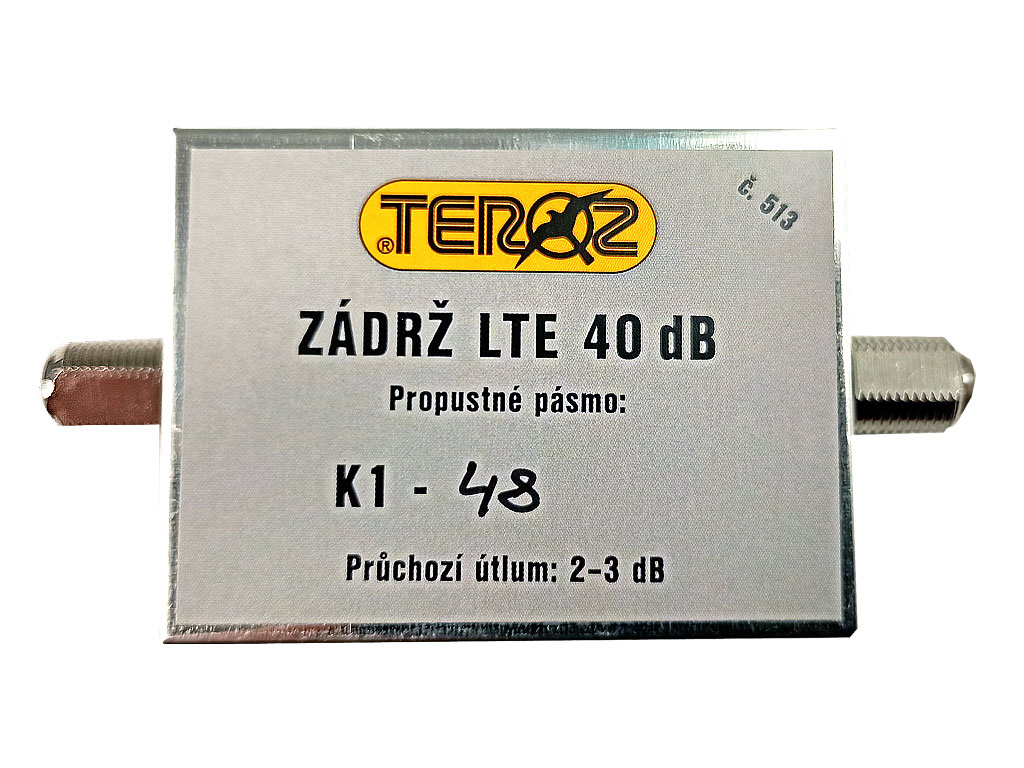 č. 513
TEROZ
®
ZÁDRŽ LTE 40 dB
Propustné pásmo:
K1 - 48
Průchozí útlum: 2-3 dB